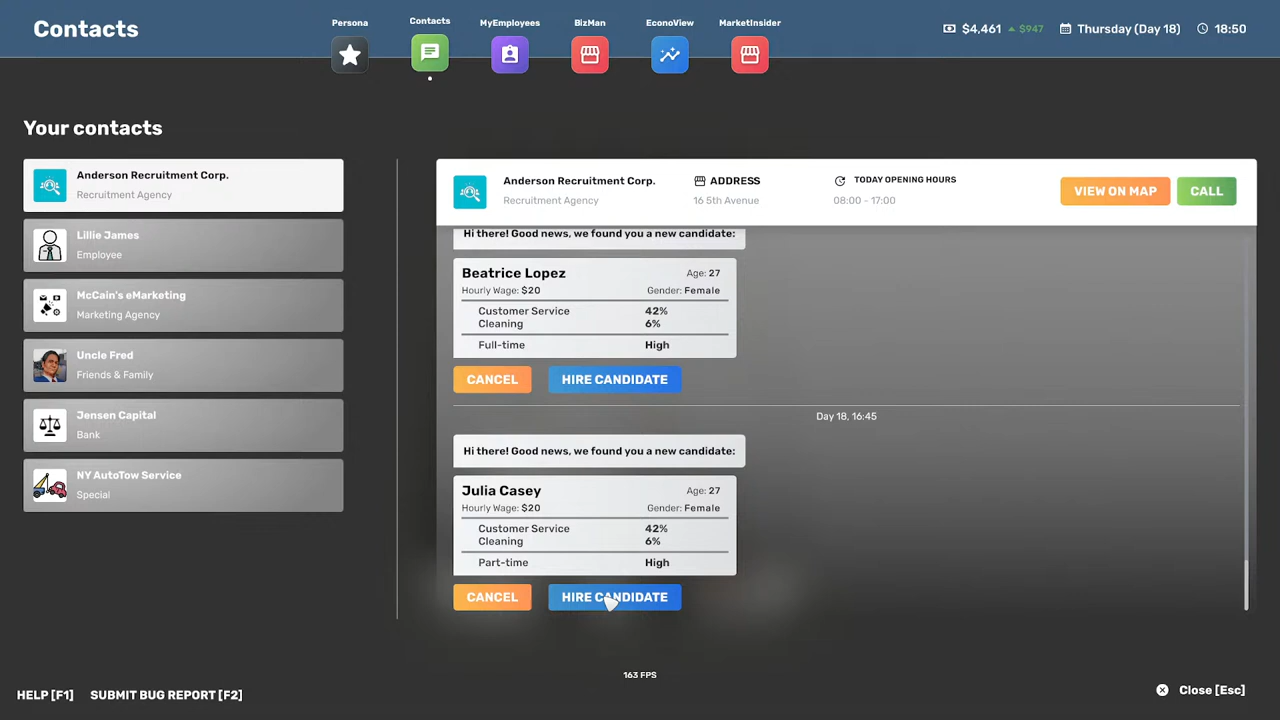 Contacts
Persona
Contacts
MyEmployees
BizMan
EconoView
MarketInsider
$4,461 ▲ $947
Thursday (Day 18)
18:50
Your contacts
Anderson Recruitment Corp.
Recruitment Agency
Lillie James
Employee
McCain's eMarketing
Marketing Agency
Uncle Fred
Friends & Family
Jensen Capital
Bank
NY AutoTow Service
Special
Anderson Recruitment Corp.
Recruitment Agency
ADDRESS
16 5th Avenue
TODAY OPENING HOURS
08:00 - 17:00
VIEW ON MAP
CALL
Hi there! Good news, we found you a new candidate:
Beatrice Lopez Age: 27
Hourly Wage: $20 Gender: Female
Customer Service 42%
Cleaning 6%
Full-time High
CANCEL HIRE CANDIDATE
Day 18, 16:45
Hi there! Good news, we found you a new candidate:
Julia Casey Age: 27
Hourly Wage: $20 Gender: Female
Customer Service 42%
Cleaning 6%
Part-time High
CANCEL HIRE CANDIDATE
163 FPS
HELP [F1] SUBMIT BUG REPORT [F2]
Close [Esc]